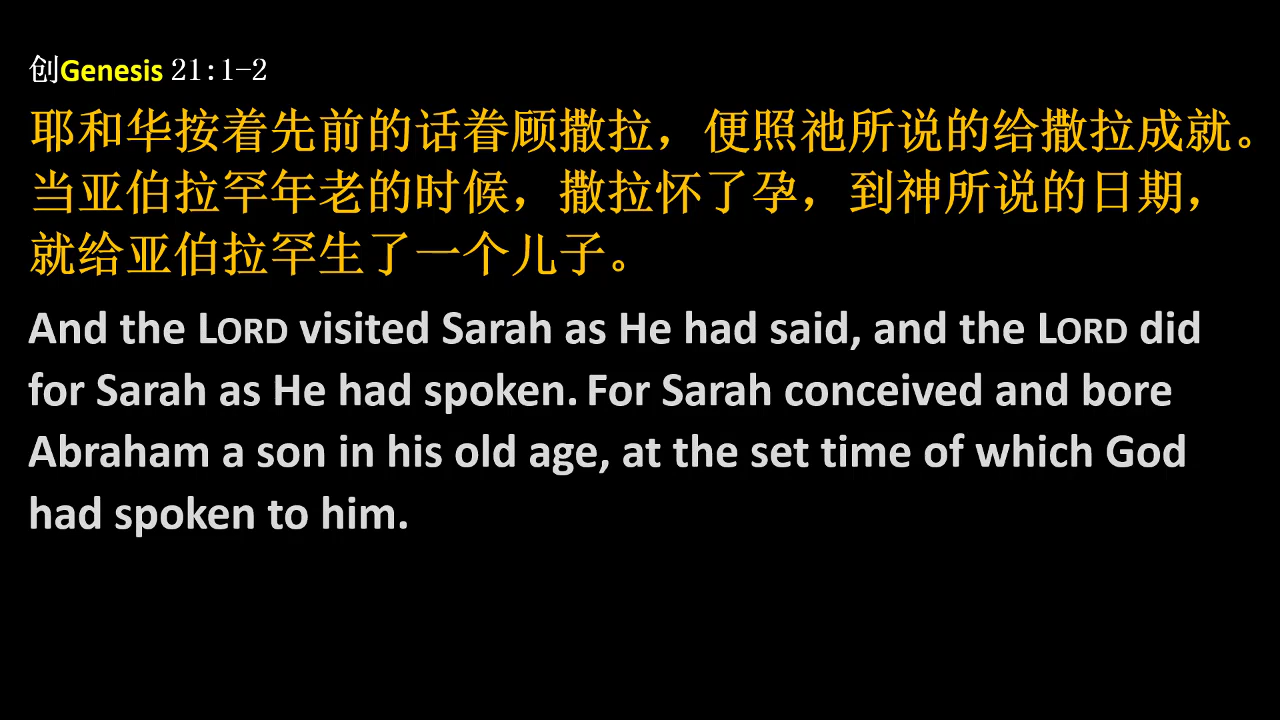 创Genesis 21:1-2
耶和华按着先前的话眷顾撒拉，便照祂所说的给撒拉成就。
当亚伯拉罕年老的时候，撒拉怀了孕，到神所说的日期，
就给亚伯拉罕生了一个儿子。
And the LORD visited Sarah as He had said, and the LORD did
for Sarah as He had spoken. For Sarah conceived and bore
Abraham a son in his old age, at the set time of which God
had spoken to him.